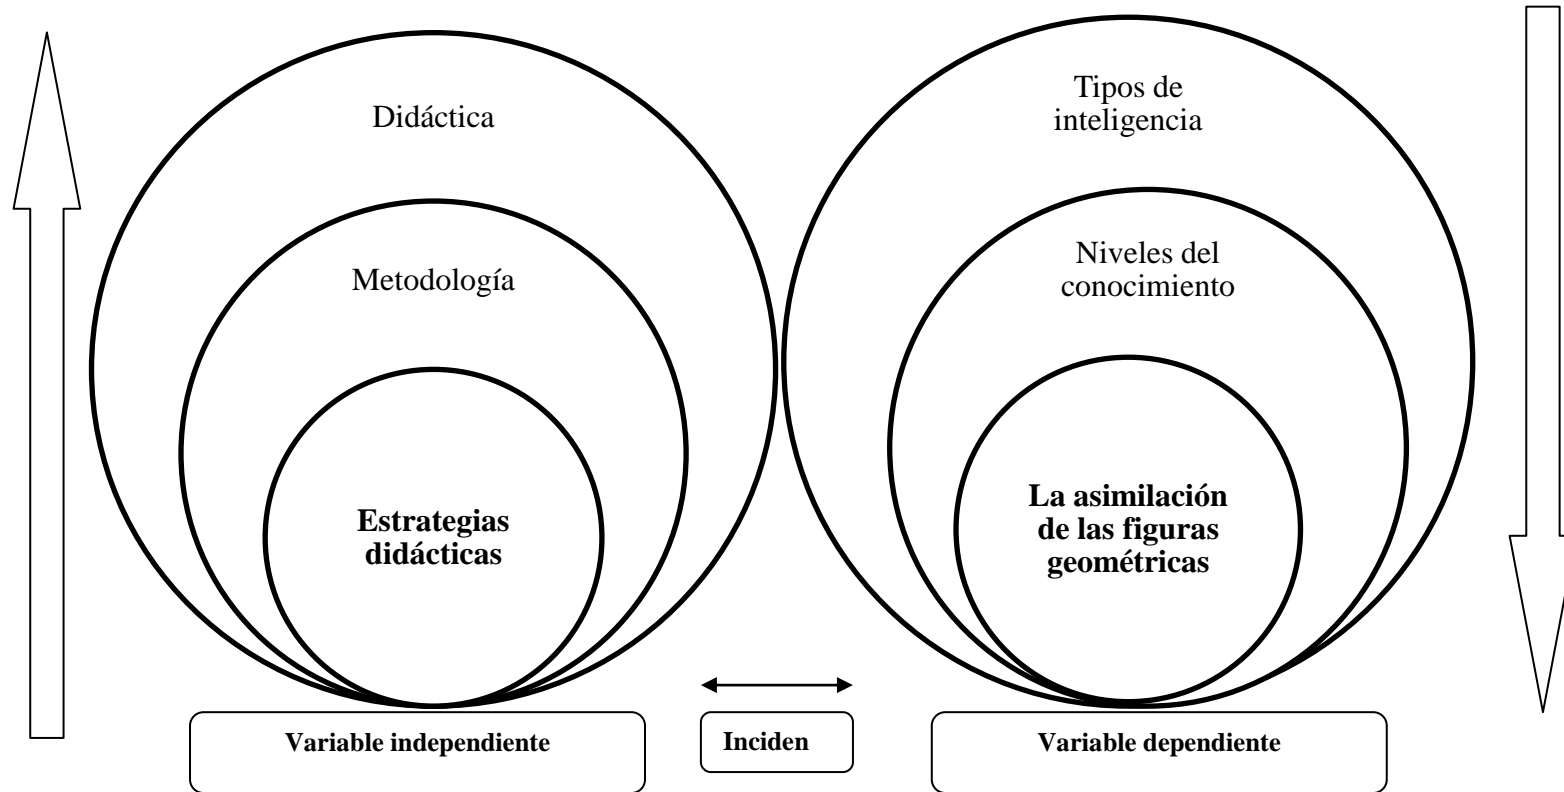 Didáctica
Metodología
Estrategias
didácticas
Tipos de
inteligencia
Niveles del
conocimiento
La asimilación
de las figuras
geométricas
Variable independiente
Inciden
Variable dependiente